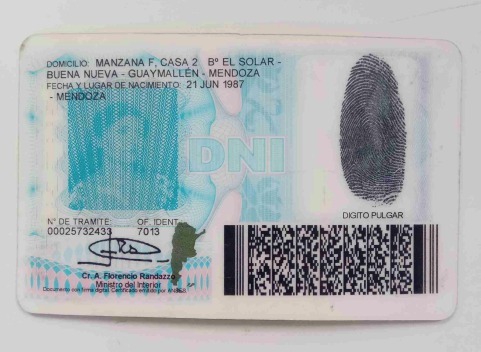 DOMICILIO: MANZANA F, CASA 2 Bº EL SOLAR -
BUENA NUEVA - GUAYMALLÉN - MENDOZA
FECHA Y LUGAR DE NACIMIENTO: 21 JUN 1987
- MENDOZA
DNI
DIGITO PULGAR
Nº DE TRAMITE: OF. IDENT.
00025732433 7013
Cr. A. Florencio Randazzo
Ministro del Interior
Documento con firma digital. Certificado emitido por